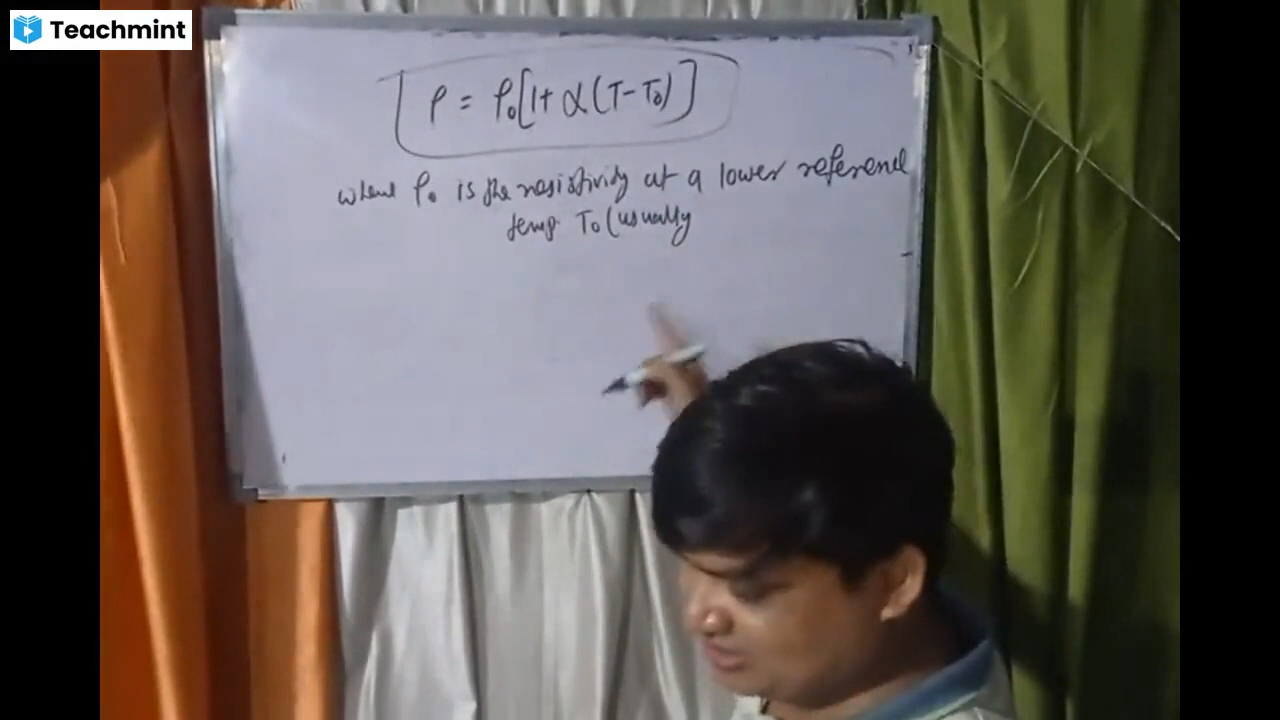 Teachmint
ρ = ρ₀[1+ α(T-T₀)]
where ρ₀ is the resistivity at a lower reference
temp. T₀ (usually